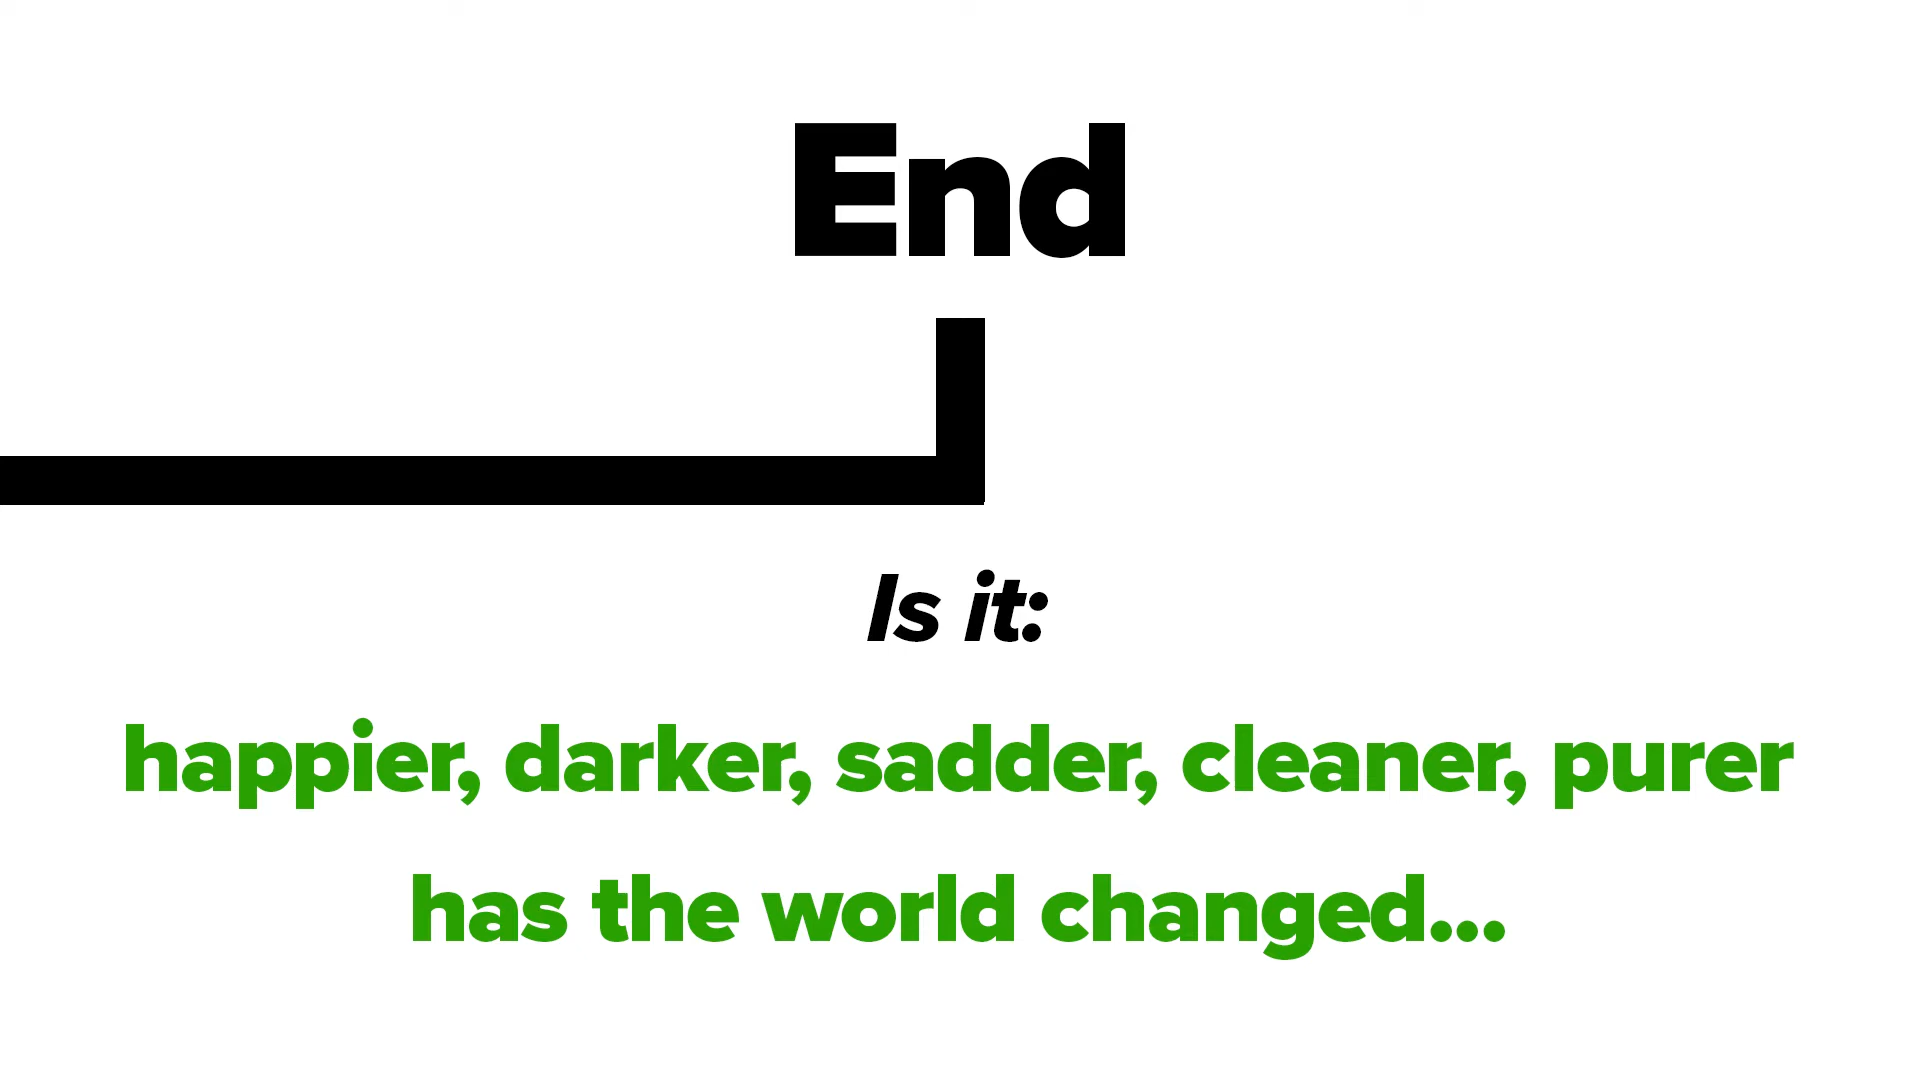 End
Is it:
happier, darker, sadder, cleaner, purer
has the world changed...